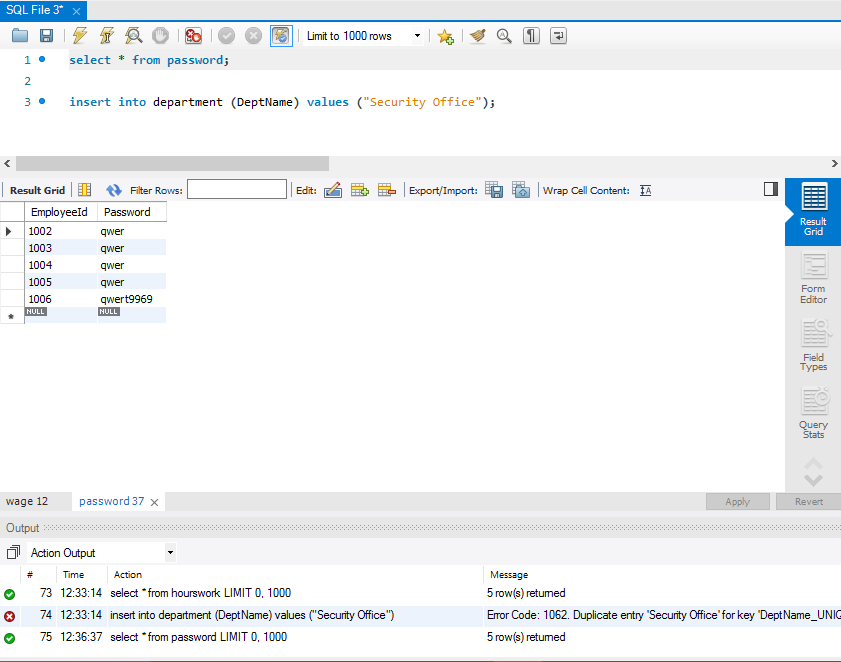 SQL File 3*
Limit to 1000 rows
1 select * from password;
2
3 insert into department (DeptName) values ("Security Office");
Result Grid Filter Rows: Edit: Export/Import: Wrap Cell Content:
EmployeeId Password
1002 qwer
1003 qwer
1004 qwer
1005 qwer
1006 qwert9969
NULL NULL
Result
Grid
Form
Editor
Field
Types
Query
Stats
wage 12 password 37 Apply Revert
Output
Action Output
# Time Action Message
73 12:33:14 select * from hourswork LIMIT 0, 1000 5 row(s) returned
74 12:33:14 insert into department (DeptName) values ("Security Office") Error Code: 1062. Duplicate entry 'Security Office' for key 'DeptName_UNIQ
75 12:36:37 select * from password LIMIT 0, 1000 5 row(s) returned